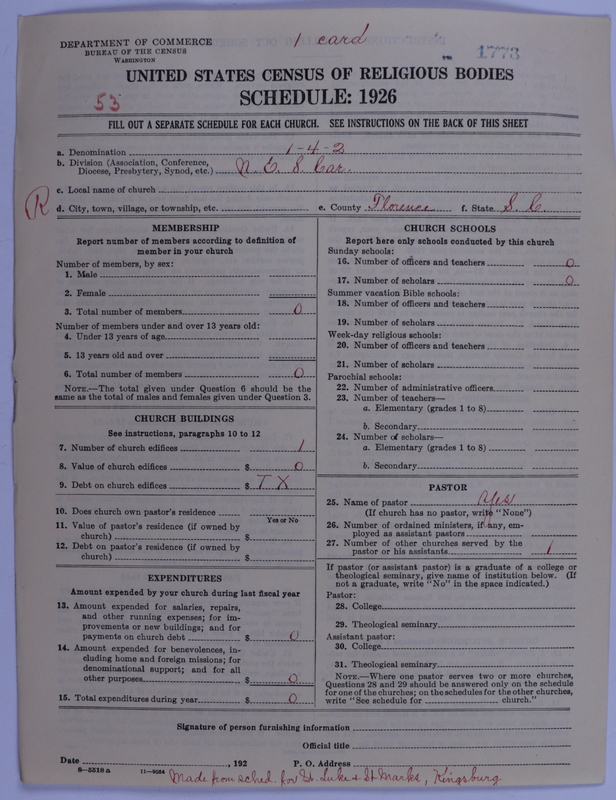 DEPARTMENT OF COMMERCE
BUREAU OF THE CENSUS
WASHINGTON
1 card
1773
53
UNITED STATES CENSUS OF RELIGIOUS BODIES
SCHEDULE: 1926
FILL OUT A SEPARATE SCHEDULE FOR EACH CHURCH. SEE INSTRUCTIONS ON THE BACK OF THIS SHEET
a. Denomination 1-4-2
b. Division (Association, Conference, Diocese, Presbytery, Synod, etc.) N. E. S. Car.
c. Local name of church
R
d. City, town, village, or township, etc. e. County Florence f. State S. C.
MEMBERSHIP
Report number of members according to definition of
member in your church
Number of members, by sex:
1. Male
2. Female
3. Total number of members 0
Number of members under and over 13 years old:
4. Under 13 years of age
5. 13 years old and over
6. Total number of members 0
NOTE.—The total given under Question 6 should be the
same as the total of males and females given under Question 3.
CHURCH BUILDINGS
See instructions, paragraphs 10 to 12
7. Number of church edifices 1
8. Value of church edifices $ 0
9. Debt on church edifices $ TX
10. Does church own pastor's residence
Yes or No
11. Value of pastor's residence (if owned by
church) $
12. Debt on pastor's residence (if owned by
church) $
EXPENDITURES
Amount expended by your church during last fiscal year
13. Amount expended for salaries, repairs,
and other running expenses; for im-
provements or new buildings; and for
payments on church debt $ 0
14. Amount expended for benevolences, in-
cluding home and foreign missions; for
denominational support; and for all
other purposes $ 0
15. Total expenditures during year $ 0
CHURCH SCHOOLS
Report here only schools conducted by this church
Sunday schools:
16. Number of officers and teachers 0
17. Number of scholars 0
Summer vacation Bible schools:
18. Number of officers and teachers
19. Number of scholars
Week-day religious schools:
20. Number of officers and teachers
21. Number of scholars
Parochial schools:
22. Number of administrative officers
23. Number of teachers—
a. Elementary (grades 1 to 8)
b. Secondary
24. Number of scholars—
a. Elementary (grades 1 to 8)
b. Secondary
PASTOR
25. Name of pastor Yes
(If church has no pastor, write "None")
26. Number of ordained ministers, if any, em-
ployed as assistant pastors
27. Number of other churches served by the
pastor or his assistants 1
If pastor (or assistant pastor) is a graduate of a college or
theological seminary, give name of institution below. (If
not a graduate, write "No" in the space indicated.)
Pastor:
28. College
29. Theological seminary
Assistant pastor:
30. College
31. Theological seminary
NOTE.—Where one pastor serves two or more churches,
Questions 28 and 29 should be answered only on the schedule
for one of the churches; on the schedules for the other churches,
write "See schedule for church."
Signature of person furnishing information
Official title
Date , 192 P. O. Address
8—5518a 11—9034
Made from sched. for St. Luke & St. Marks, Kingsburg